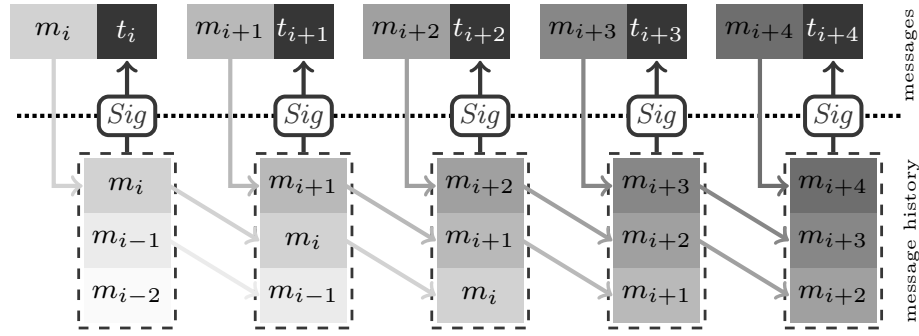 m_i t_i m_{i+1} t_{i+1} m_{i+2} t_{i+2} m_{i+3} t_{i+3} m_{i+4} t_{i+4}
messages
Sig Sig Sig Sig Sig
m_i m_{i+1} m_{i+2} m_{i+3} m_{i+4}
m_{i-1} m_i m_{i+1} m_{i+2} m_{i+3}
m_{i-2} m_{i-1} m_i m_{i+1} m_{i+2}
message history